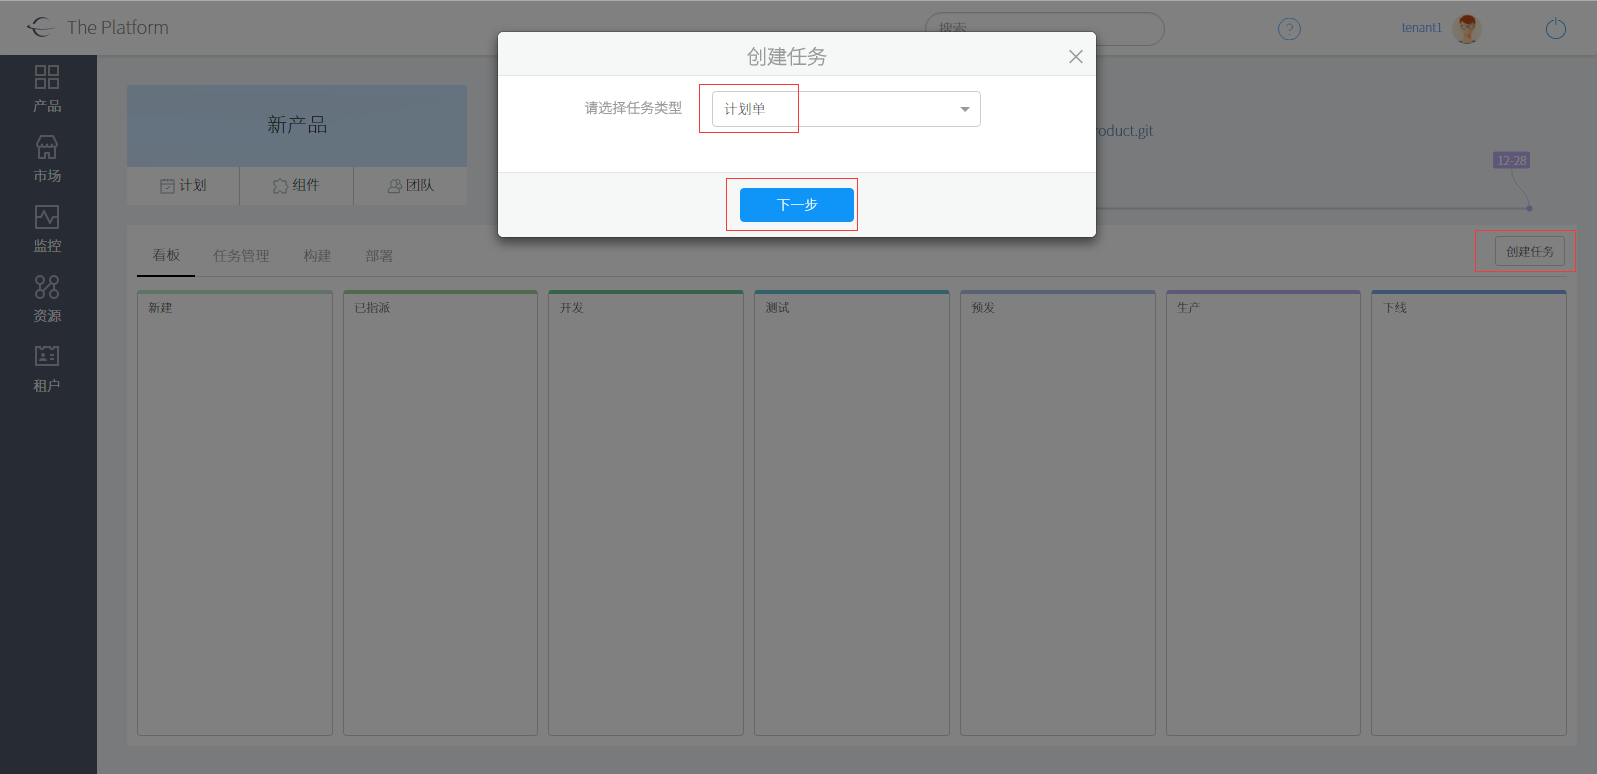 The Platform
搜索
?
tenant1
创建任务
请选择任务类型
计划单
下一步
产品
市场
监控
资源
租户
新产品
计划
组件
团队
roduct.git
12-28
看板
任务管理
构建
部署
创建任务
新建
已指派
开发
测试
预发
生产
下线